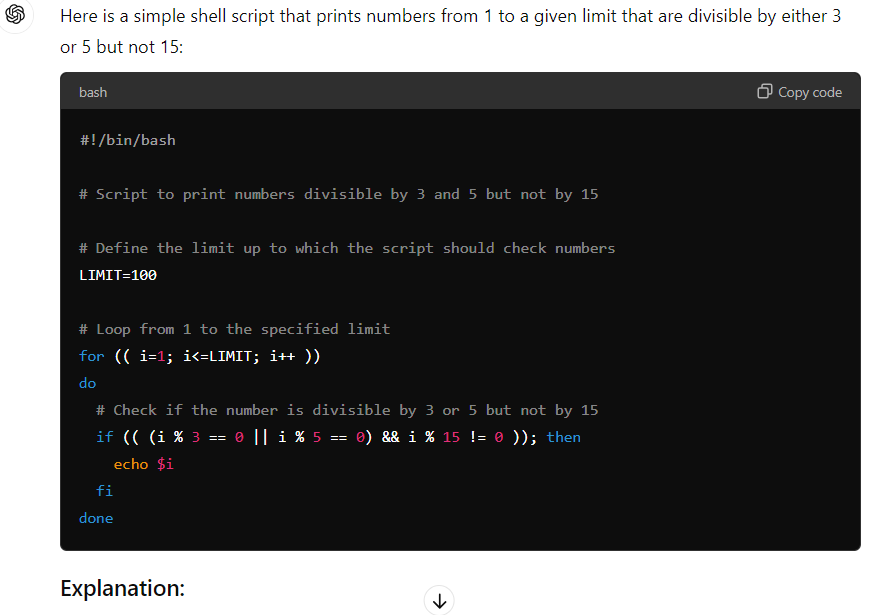 Here is a simple shell script that prints numbers from 1 to a given limit that are divisible by either 3
or 5 but not 15:
bash
Copy code
#!/bin/bash
# Script to print numbers divisible by 3 and 5 but not by 15
# Define the limit up to which the script should check numbers
LIMIT=100
# Loop from 1 to the specified limit
for (( i=1; i<=LIMIT; i++ ))
do
  # Check if the number is divisible by 3 or 5 but not by 15
  if (( (i % 3 == 0 || i % 5 == 0) && i % 15 != 0 )); then
    echo $i
  fi
done
Explanation: